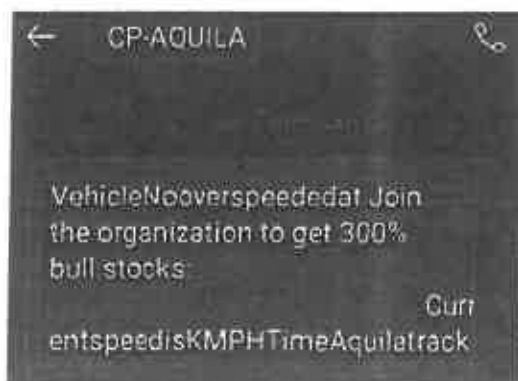 CP-AQUILA
VehicleNooverspeededat Join
the organization to get 300%
bull stocks
Curr
entspeedisKMPHTimeAquilatrack